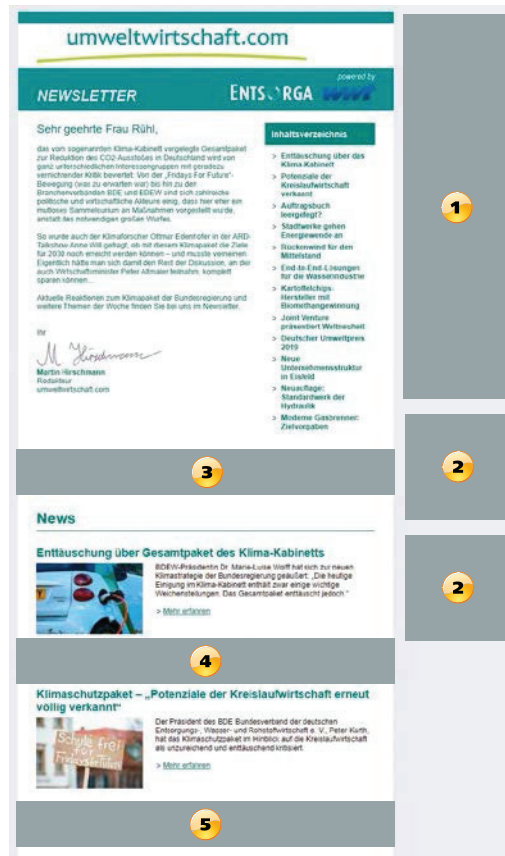 umweltwirtschaft.com
powered by
NEWSLETTER
ENTSORGA
Sehr geehrte Frau Rühl,
das vom sogenannten Klima-Kabinett vorgelegte Gesamtpaket
zur Reduktion des CO2-Ausstoßes in Deutschland wird von
ganz unterschiedlichen Interessengruppen mit geradezu
vernichtender Kritik bewertet. Von der „Fridays For Future"-
Bewegung (was zu erwarten war) bis hin zu den
Branchenverbänden BDE und BDEW sind sich zahlreiche
politische und wirtschaftliche Akteure einig, dass hier eher ein
mutloses Sammelsurium an Maßnahmen vorgestellt wurde,
anstatt des notwendigen großen Wurfes.
So wurde auch der Klimaforscher Ottmar Edenhofer in der ARD-
Talkshow Anne Will gefragt, ob mit diesem Klimapaket die Ziele
für 2030 noch erreicht werden können – und musste verneinen.
Eigentlich hätte man sich damit den Rest der Diskussion, an der
auch Wirtschaftsminister Peter Altmaier teilnahm, komplett
sparen können...
Aktuelle Reaktionen zum Klimapaket der Bundesregierung und
weitere Themen der Woche finden Sie bei uns im Newsletter.
Ihr
M Hirschmann
Martin Hirschmann
Redakteur
umweltwirtschaft.com
Inhaltsverzeichnis
> Enttäuschung über das
Klima-Kabinett
> Potenziale der
Kreislaufwirtschaft
verkannt
> Auftragsbuch
leergefegt?
> Stadtwerke gehen
Energiewende an
> Rückenwind für den
Mittelstand
> End-to-End-Lösungen
für die Wasserindustrie
> Kartoffelchips-
Hersteller mit
Biomethangewinnung
> Joint Venture
präsentiert Weltneuheit
> Deutscher Umweltpreis
2019
> Neue
Unternehmensstruktur
in Eisfeld
> Neuauflage:
Standardwerk der
Hydraulik
> Moderne Gasbrenner:
Zielvorgaben
1
2
2
3
News
Enttäuschung über Gesamtpaket des Klima-Kabinetts
BDEW-Präsidentin Dr. Marie-Luise Wolff hat sich zur neuen
Klimastrategie der Bundesregierung geäußert: „Die heutige
Einigung im Klima-Kabinett enthält zwar einige wichtige
Weichenstellungen. Das Gesamtpaket enttäuscht jedoch."
> Mehr erfahren
4
Klimaschutzpaket – „Potenziale der Kreislaufwirtschaft erneut
völlig verkannt"
Schule frei
für
Fridays for Future
Der Präsident des BDE Bundesverband der deutschen
Entsorgungs-, Wasser- und Rohstoffwirtschaft e. V., Peter Kurth,
hat das Klimaschutzpaket im Hinblick auf die Kreislaufwirtschaft
als unzureichend und enttäuschend kritisiert.
> Mehr erfahren
5